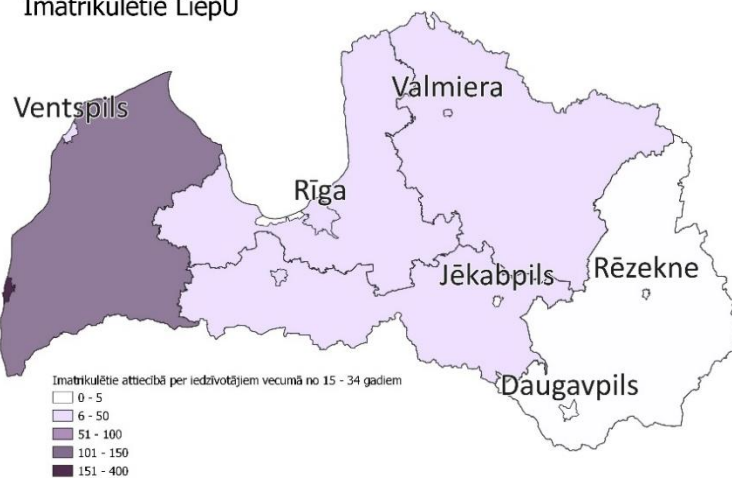 Imatrikulētie LiepU
Valmiera
Ventspils
Rīga
Jēkabpils
Rēzekne
Daugavpils
Imatrikulētie attiecībā per iedzīvotājiem vecumā no 15 - 34 gadiem
0 - 5
6 - 50
51 - 100
101 - 150
151 - 400